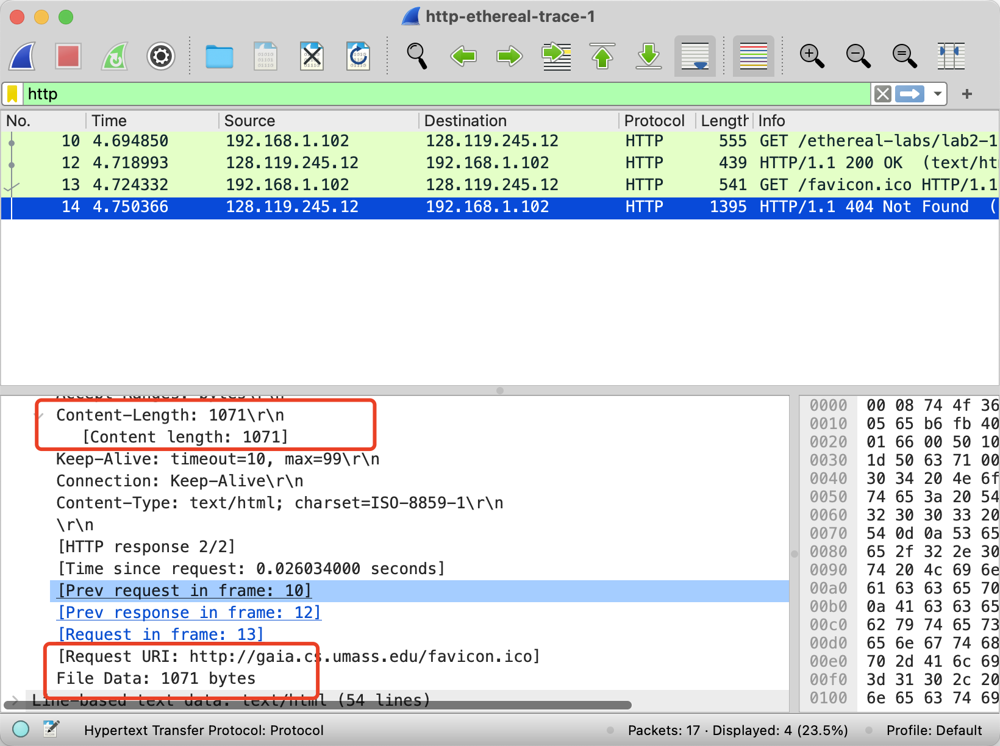 http-ethereal-trace-1
http
No. Time Source Destination Protocol Length Info
10 4.694850 192.168.1.102 128.119.245.12 HTTP 555 GET /ethereal-labs/lab2-1
12 4.718993 128.119.245.12 192.168.1.102 HTTP 439 HTTP/1.1 200 OK (text/ht
13 4.724332 192.168.1.102 128.119.245.12 HTTP 541 GET /favicon.ico HTTP/1.1
14 4.750366 128.119.245.12 192.168.1.102 HTTP 1395 HTTP/1.1 404 Not Found (
Accept-Ranges: bytes\r\n
Content-Length: 1071\r\n
[Content length: 1071]
Keep-Alive: timeout=10, max=99\r\n
Connection: Keep-Alive\r\n
Content-Type: text/html; charset=ISO-8859-1\r\n
\r\n
[HTTP response 2/2]
[Time since request: 0.026034000 seconds]
[Prev request in frame: 10]
[Prev response in frame: 12]
[Request in frame: 13]
[Request URI: http://gaia.cs.umass.edu/favicon.ico]
File Data: 1071 bytes
Line-based text data: text/html (54 lines)
0000 00 08 74 4f 36
0010 05 65 b6 fb 40
0020 01 66 00 50 10
0030 1d 50 63 71 00
0040 30 34 20 4e 6f
0050 74 65 3a 20 54
0060 32 30 30 33 20
0070 54 0d 0a 53 65
0080 65 2f 32 2e 30
0090 74 20 4c 69 6e
00a0 61 63 63 65 70
00b0 0a 41 63 63 65
00c0 62 79 74 65 73
00d0 65 6e 67 74 68
00e0 70 2d 41 6c 69
00f0 3d 31 30 2c 20
0100 6e 65 63 74 69
Hypertext Transfer Protocol: Protocol
Packets: 17 · Displayed: 4 (23.5%)
Profile: Default